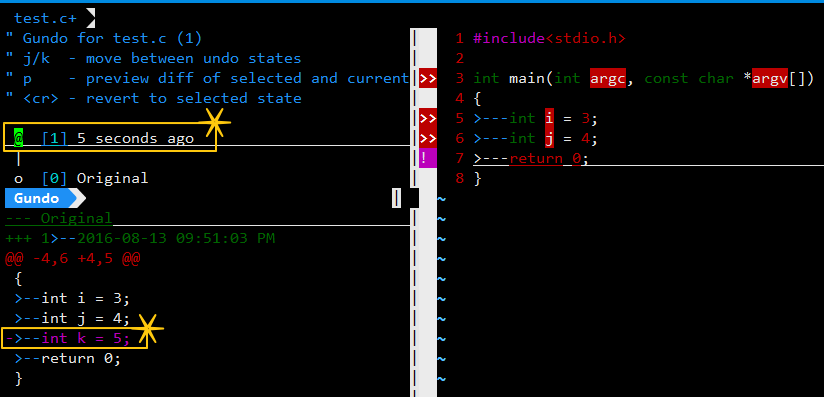 test.c+
" Gundo for test.c (1)
" j/k  - move between undo states
" p    - preview diff of selected and current
" <cr> - revert to selected state
@  [1] 5 seconds ago
|
o  [0] Original
Gundo
--- Original
+++ 1>--2016-08-13 09:51:03 PM
@@ -4,6 +4,5 @@
{
>--int i = 3;
>--int j = 4;
->--int k = 5;
>--return 0;
}
1 #include<stdio.h>
2
>> 3 int main(int argc, const char *argv[])
4 {
>> 5 >---int i = 3;
>> 6 >---int j = 4;
! 7 >---return 0;
8 }
~
~
~
~
~
~
~
~
~
~